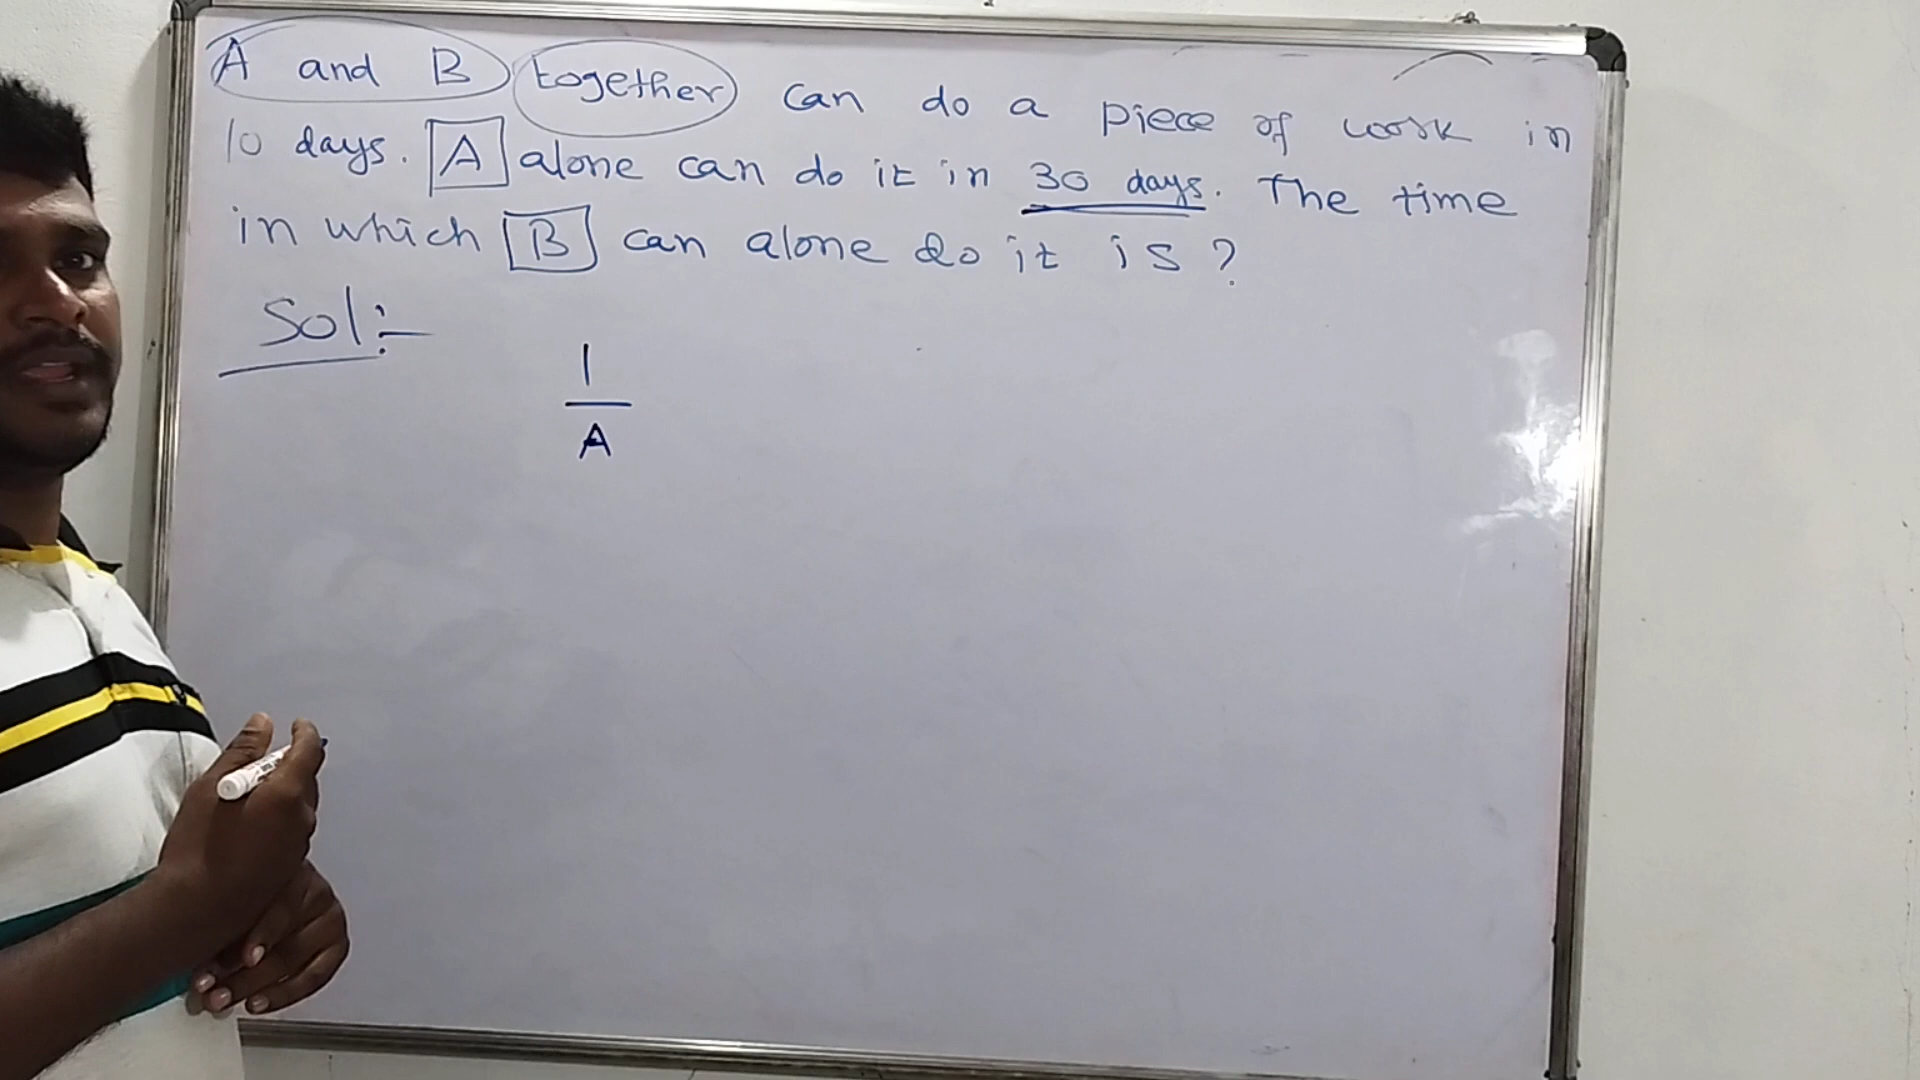 A and B together can do a piece of work in
10 days. A alone can do it in 30 days. The time
in which B can alone do it is ?
Sol:-
1
A